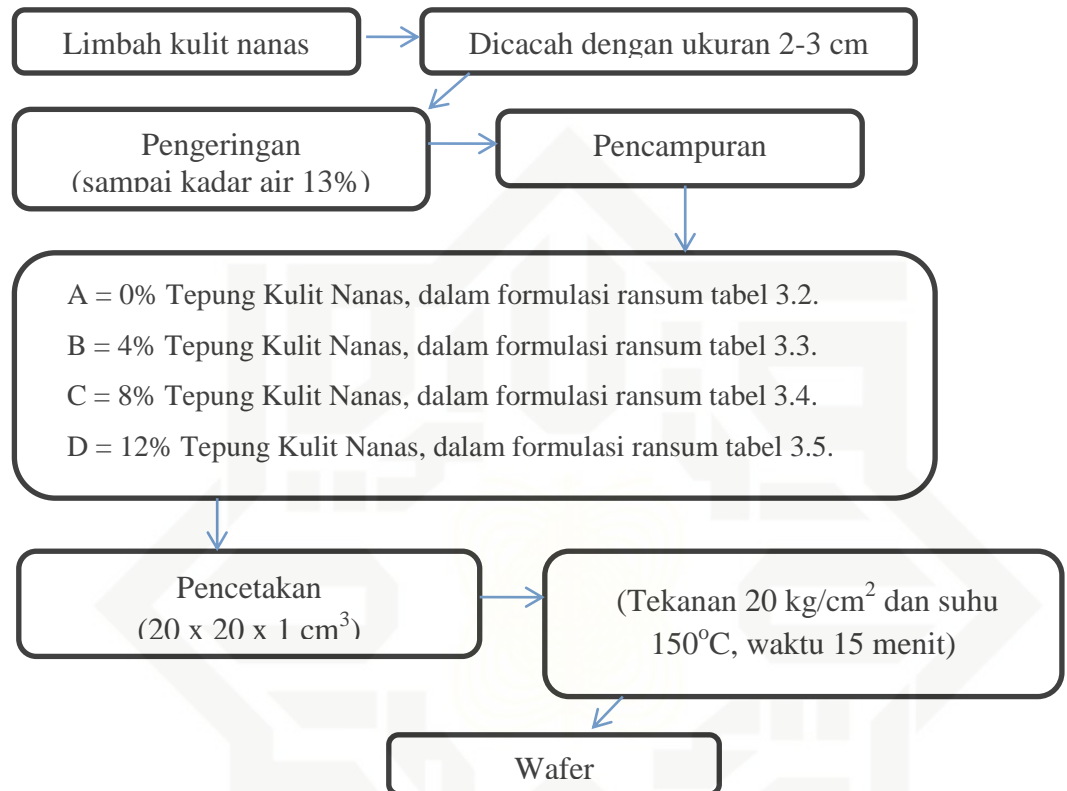 Limbah kulit nanas
Dicacah dengan ukuran 2-3 cm
Pengeringan
(sampai kadar air 13%)
Pencampuran
A = 0% Tepung Kulit Nanas, dalam formulasi ransum tabel 3.2.
B = 4% Tepung Kulit Nanas, dalam formulasi ransum tabel 3.3.
C = 8% Tepung Kulit Nanas, dalam formulasi ransum tabel 3.4.
D = 12% Tepung Kulit Nanas, dalam formulasi ransum tabel 3.5.
Pencetakan
(20 x 20 x 1 cm³)
(Tekanan 20 kg/cm² dan suhu
150°C, waktu 15 menit)
Wafer